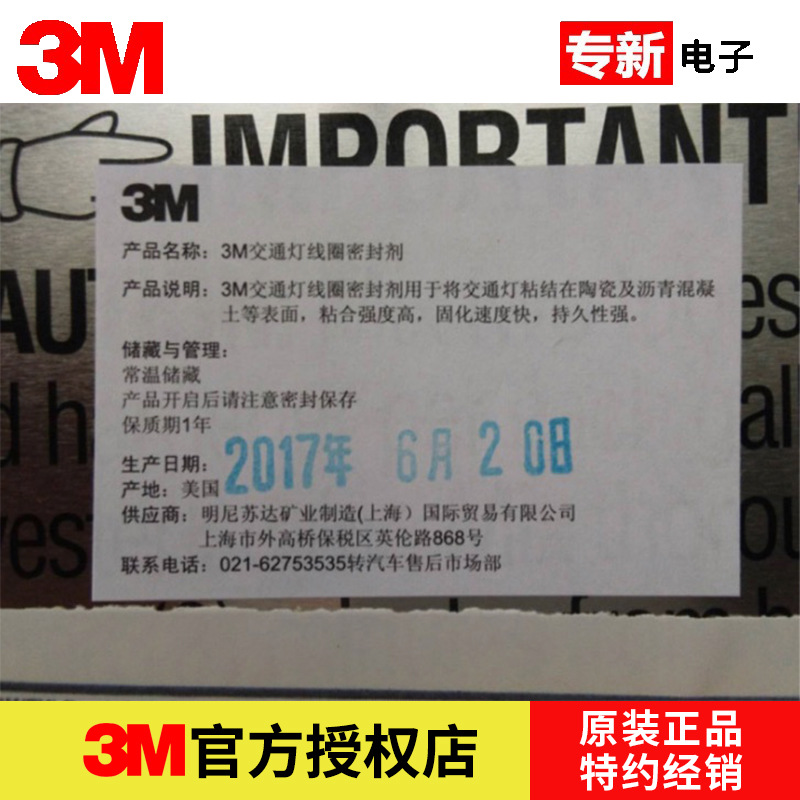 3M
专新 电子
IMPORTANT
3M
产品名称：3M交通灯线圈密封剂
产品说明：3M交通灯线圈密封剂用于将交通灯粘结在陶瓷及沥青混凝
土等表面，粘合强度高，固化速度快，持久性强。
储藏与管理：
常温储藏
产品开启后请注意密封保存
保质期1年
生产日期：2017年 6月20日
产地：美国
供应商：明尼苏达矿业制造(上海）国际贸易有限公司
上海市外高桥保税区英伦路868号
联系电话：021-62753535转汽车售后市场部
3M官方授权店
原装正品
特约经销